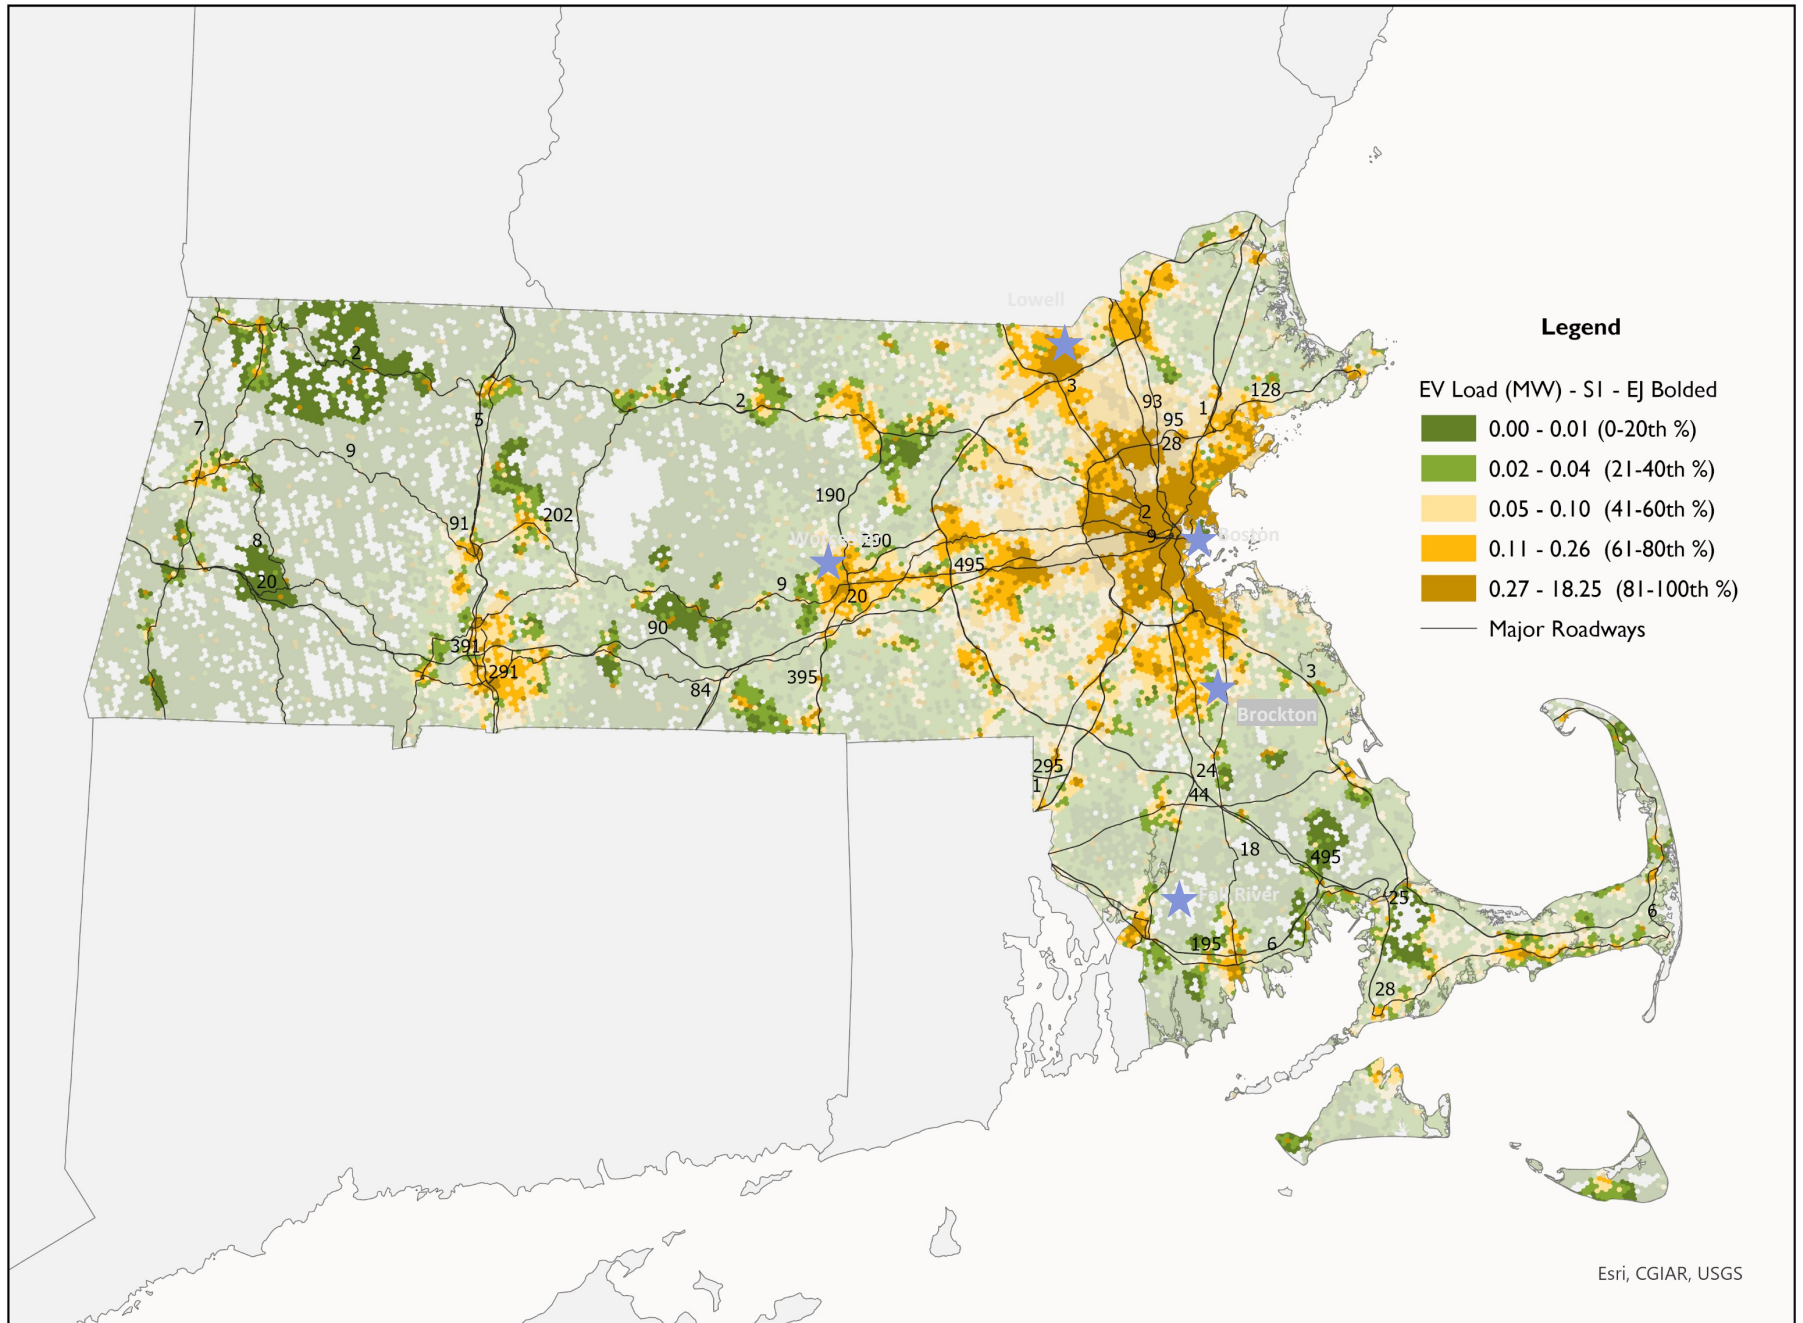 Lowell
2
7
5
9
2
3
93
95
1
128
28
190
202
91
2
9
Boston
Worcester
290
8
20
495
9
20
90
391
291
84
395
3
Brockton
295
1
24
44
18
495
25
Fall River
195
6
6
28
Legend
EV Load (MW) - S1 - EJ Bolded
0.00 - 0.01 (0-20th %)
0.02 - 0.04 (21-40th %)
0.05 - 0.10 (41-60th %)
0.11 - 0.26 (61-80th %)
0.27 - 18.25 (81-100th %)
Major Roadways
Esri, CGIAR, USGS